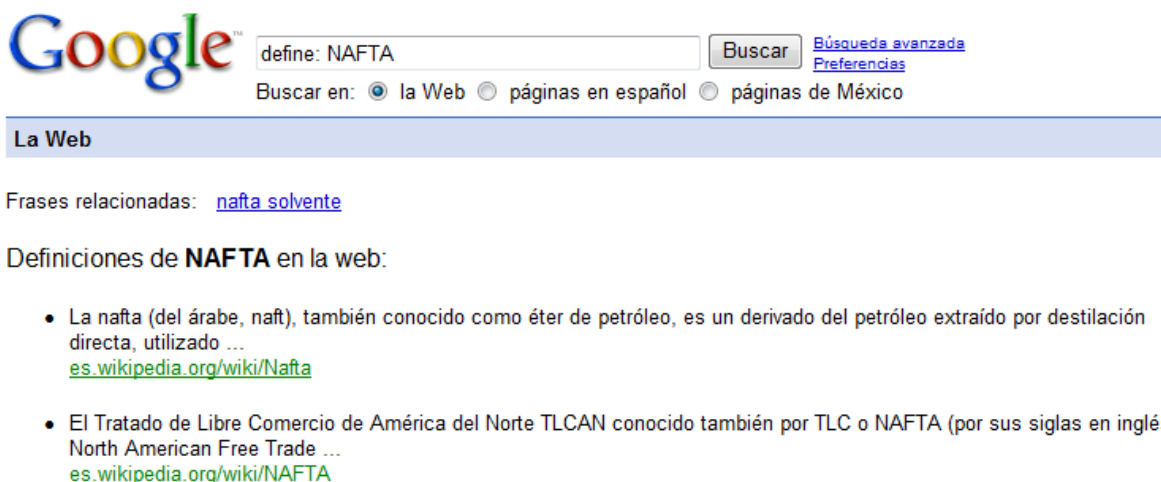 Google™
define: NAFTA
Buscar
Búsqueda avanzada
Preferencias
Buscar en: la Web páginas en español páginas de México
La Web
Frases relacionadas: nafta solvente
Definiciones de NAFTA en la web:
La nafta (del árabe, naft), también conocido como éter de petróleo, es un derivado del petróleo extraído por destilación
directa, utilizado ...
es.wikipedia.org/wiki/Nafta
El Tratado de Libre Comercio de América del Norte TLCAN conocido también por TLC o NAFTA (por sus siglas en inglé
North American Free Trade ...
es.wikipedia.org/wiki/NAFTA